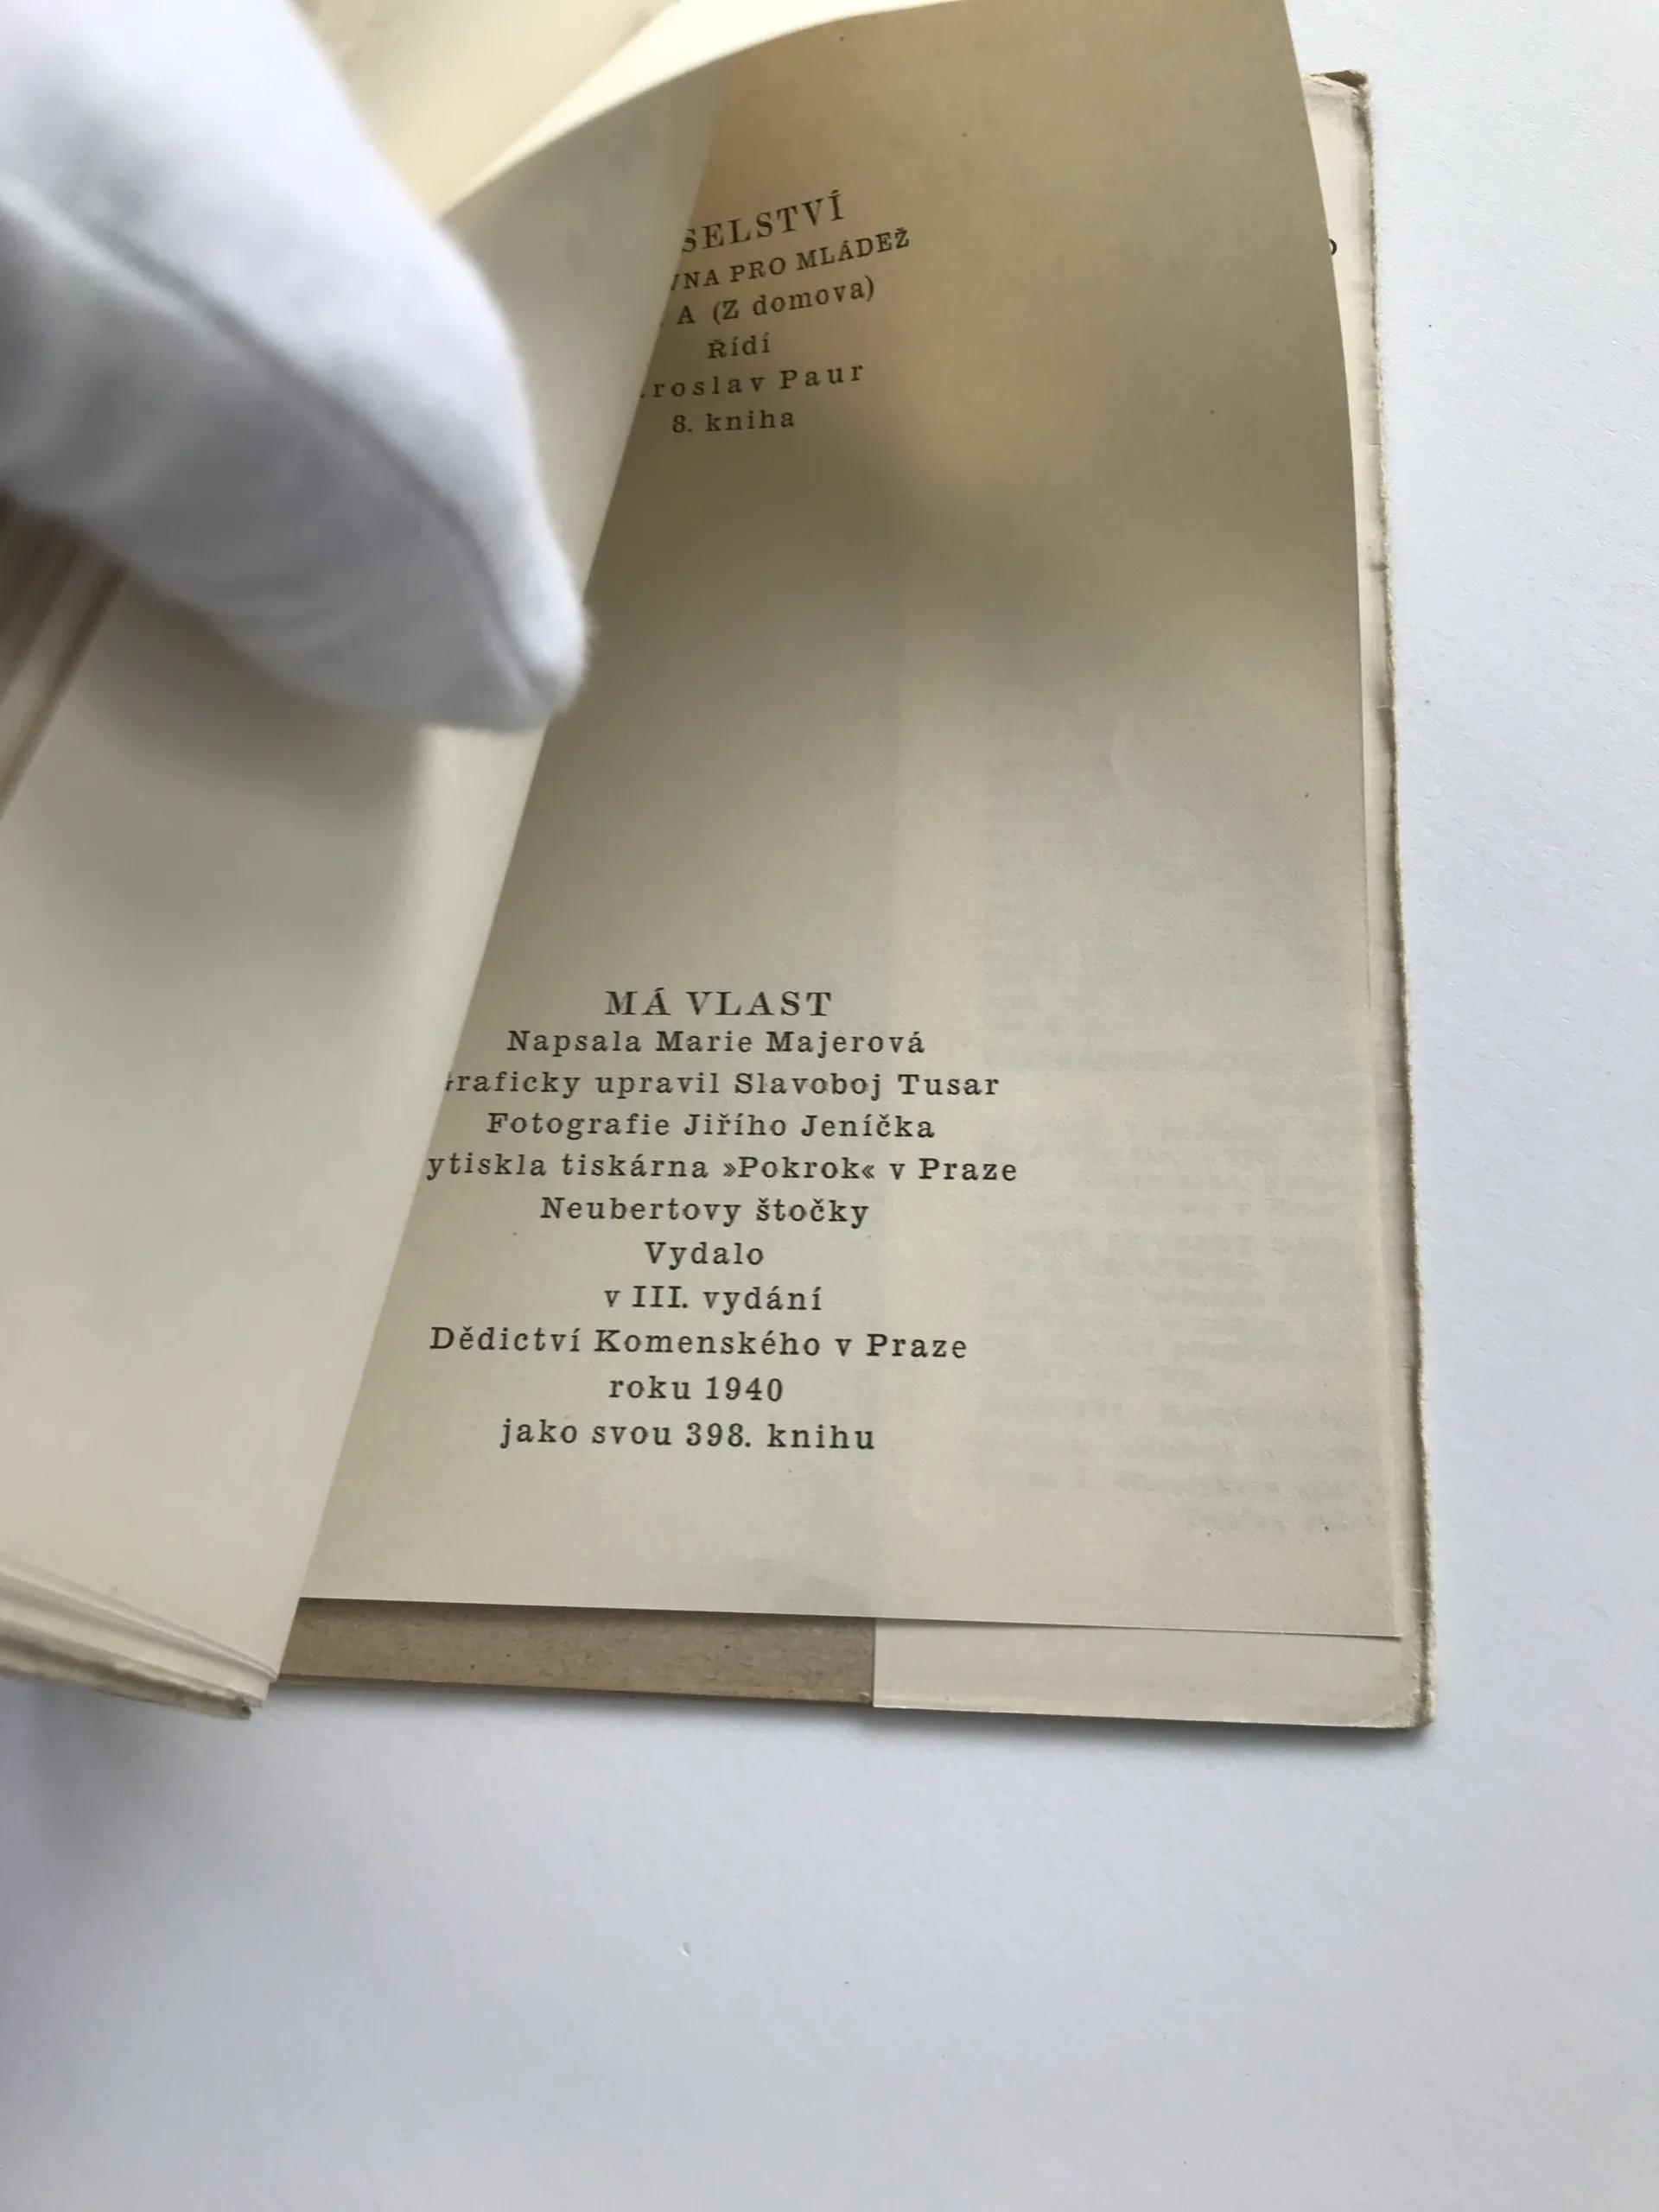 SELSTVÍ
VNA PRO MLÁDEŽ
A (Z domova)
Řídí
roslav Paur
8. kniha
MÁ VLAST
Napsala Marie Majerová
raficky upravil Slavoboj Tusar
Fotografie Jiřího Jeníčka
ytiskla tiskárna »Pokrok« v Praze
Neubertovy štočky
Vydalo
v III. vydání
Dědictví Komenského v Praze
roku 1940
jako svou 398. knihu